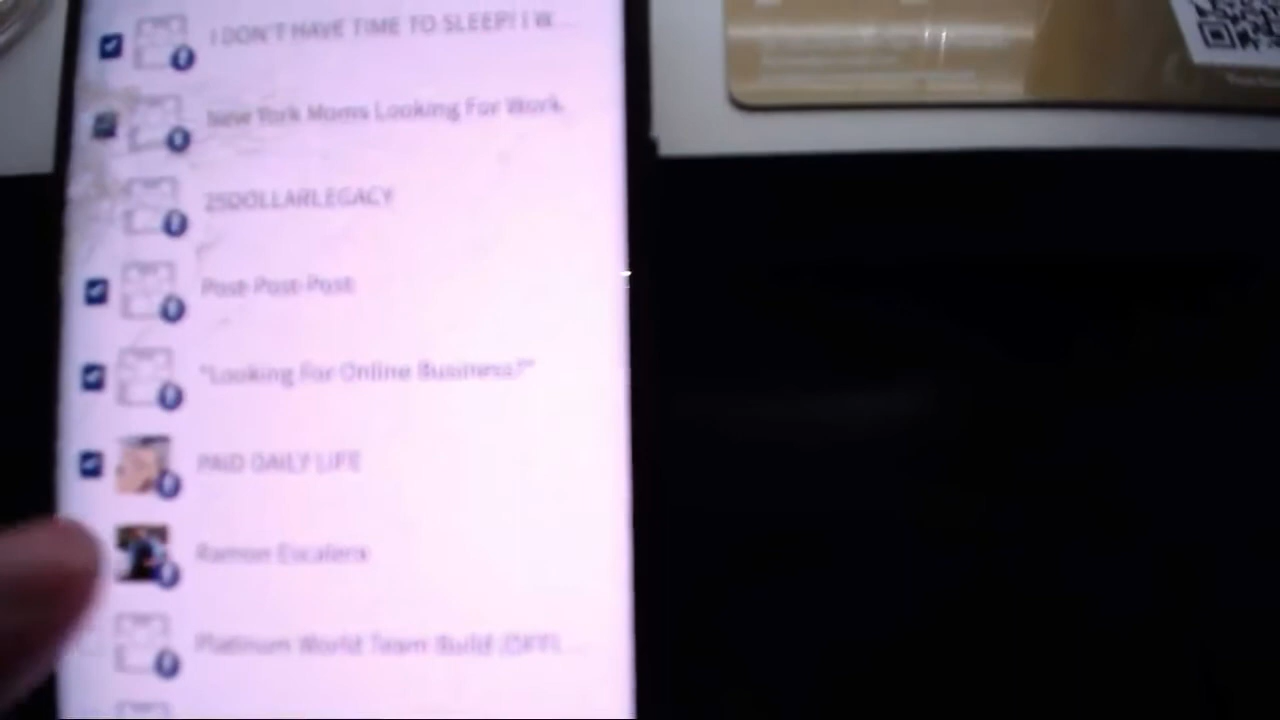 I DON'T HAVE TIME TO SLEEP! I W...
New York Moms Looking For Work
25DOLLARLEGACY
Post-Post-Post
"Looking For Online Business?"
PAID DAILY LIFE
Ramon Escalera
Platinum World Team Build (OFFI...